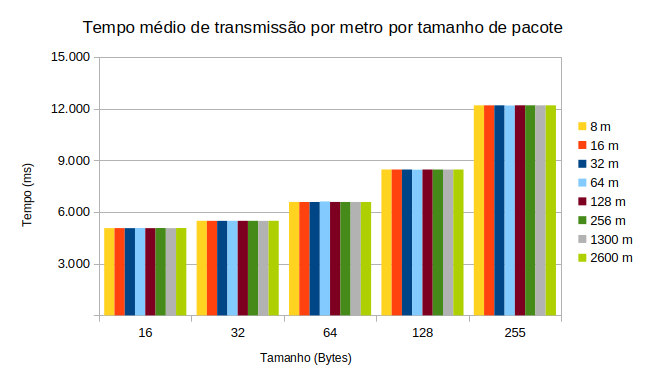 Tempo médio de transmissão por metro por tamanho de pacote
15.000
12.000
9.000
6.000
3.000
Tempo (ms)
16 32 64 128 255
Tamanho (Bytes)
8 m
16 m
32 m
64 m
128 m
256 m
1300 m
2600 m